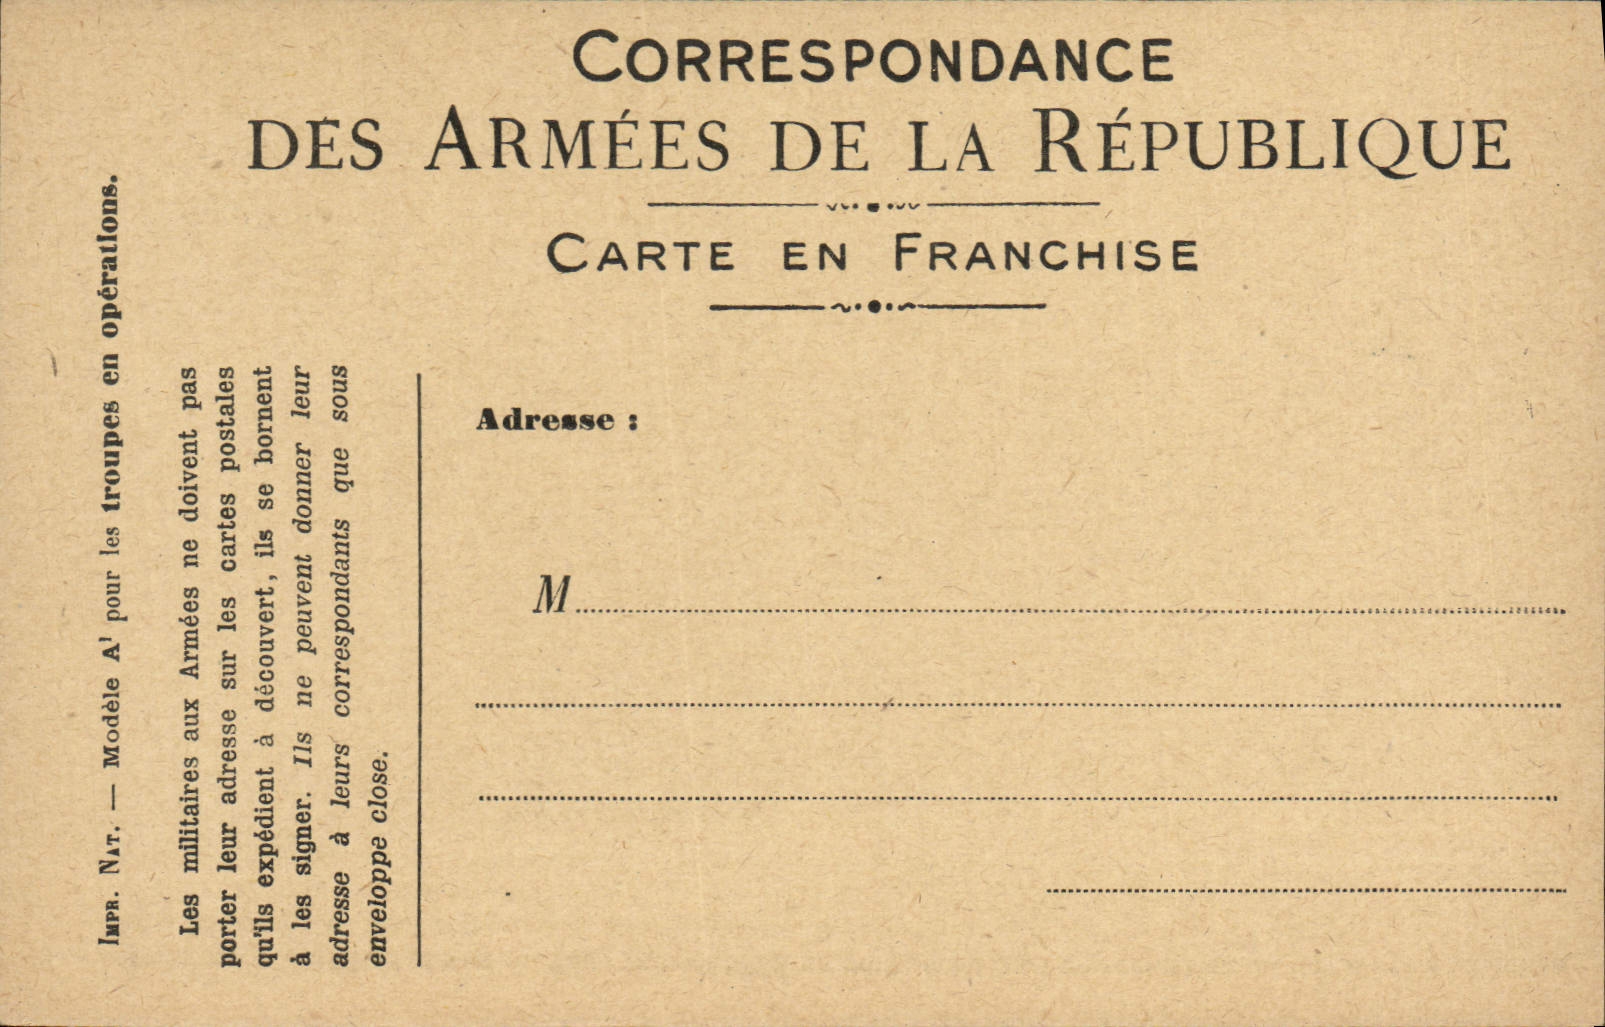 CORRESPONDANCE
DES ARMÉES DE LA RÉPUBLIQUE
CARTE EN FRANCHISE
IMPR. NAT. — Modèle A¹ pour les troupes en opérations.
Les militaires aux Armées ne doivent pas
porter leur adresse sur les cartes postales
qu'ils expédient à découvert, ils se bornent
à les signer. Ils ne peuvent donner leur
adresse à leurs correspondants que sous
enveloppe close.
Adresse :
M